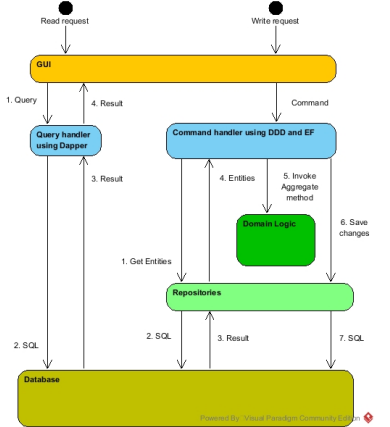 Read request
Write request
GUI
1. Query
4. Result
Command
Query handler
using Dapper
Command handler using DDD and EF
3. Result
4. Entities
5. Invoke
Aggregate
method
Domain Logic
6. Save
changes
1. Get Entities
Repositories
2. SQL
2. SQL
3. Result
7. SQL
Database
Powered By: Visual Paradigm Community Edition